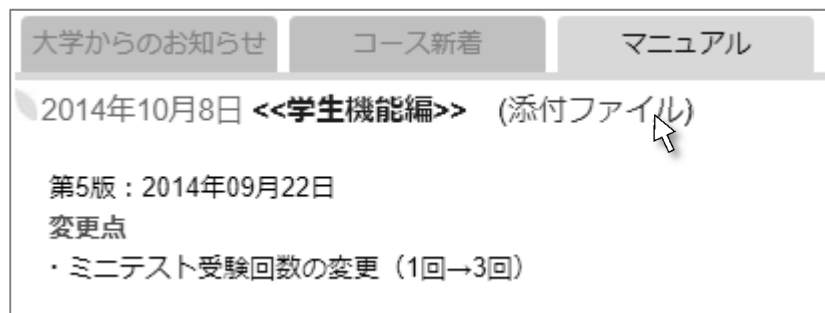 大学からのお知らせ コース新着 マニュアル
2014年10月8日 <<学生機能編>> (添付ファイル)
第5版：2014年09月22日
変更点
・ミニテスト受験回数の変更（1回→3回）